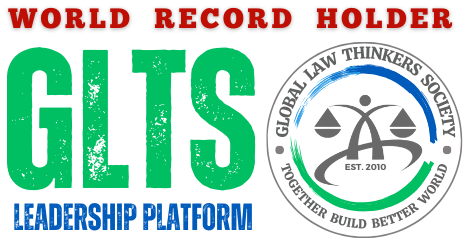 WORLD RECORD HOLDER
GLTS
LEADERSHIP PLATFORM
GLOBAL LAW THINKERS SOCIETY
EST. 2010
TOGETHER BUILD BETTER WORLD